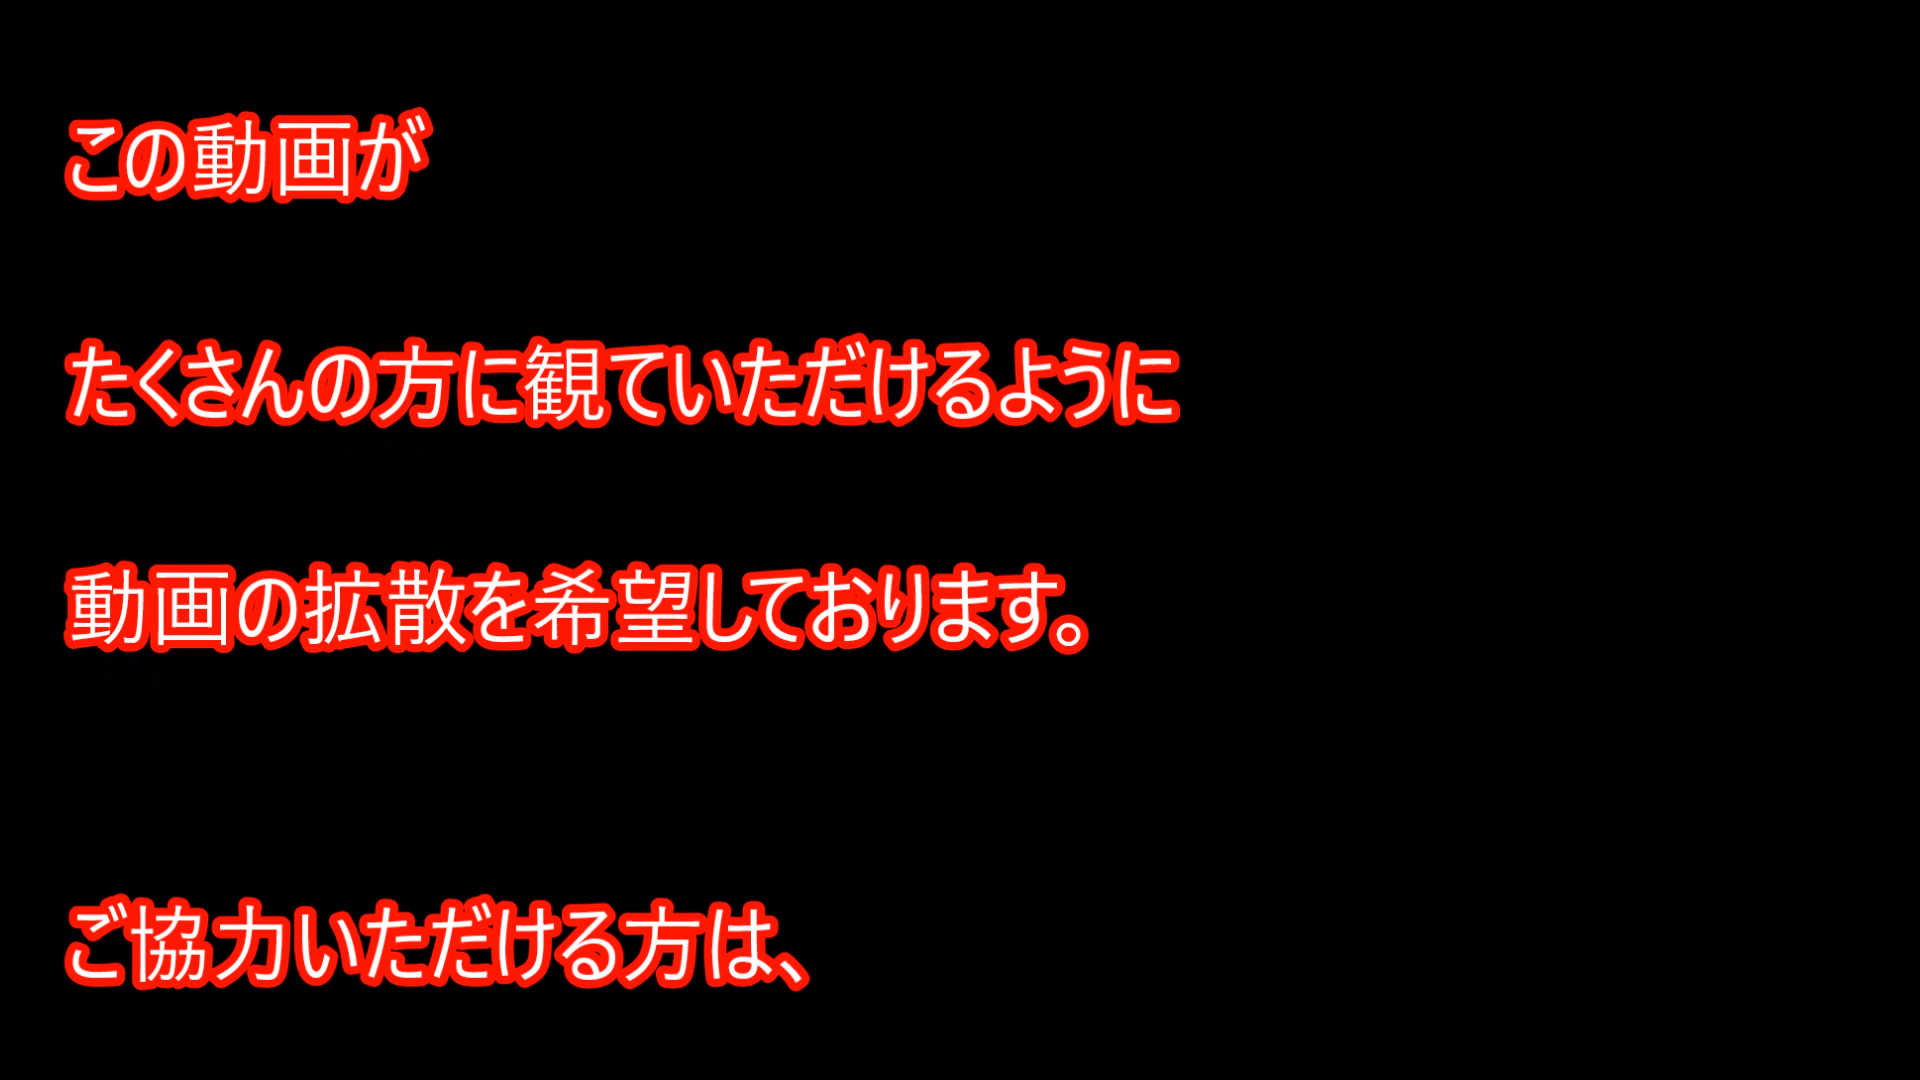 この動画が
たくさんの方に観ていただけるように
動画の拡散を希望しております。
ご協力いただける方は、